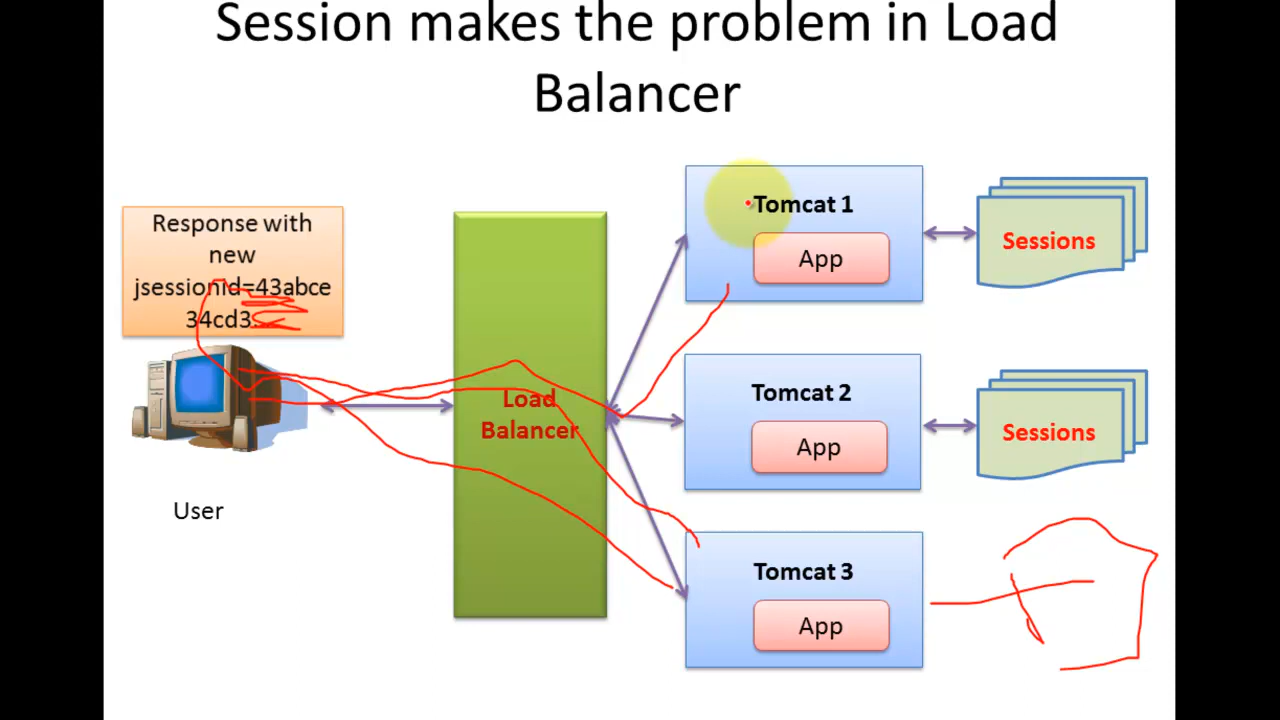 Session makes the problem in Load
Balancer
Response with
new
jsessionid=43abce
34cd3
User
Load
Balancer
Tomcat 1
App
Sessions
Tomcat 2
App
Sessions
Tomcat 3
App